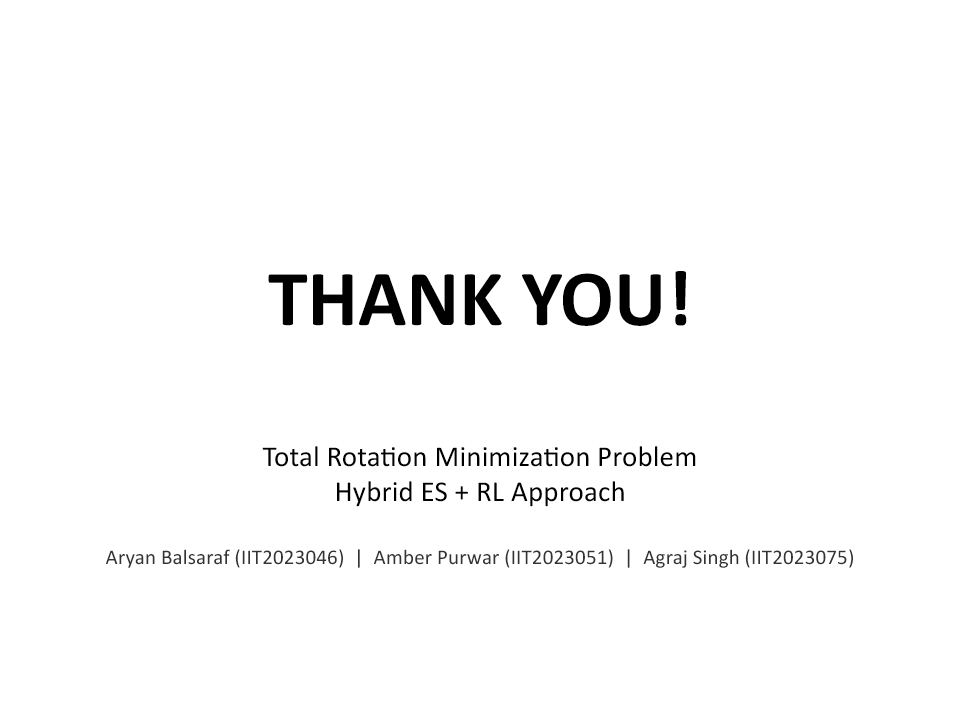 THANK YOU!
Total Rotation Minimization Problem
Hybrid ES + RL Approach
Aryan Balsaraf (IIT2023046) | Amber Purwar (IIT2023051) | Agraj Singh (IIT2023075)